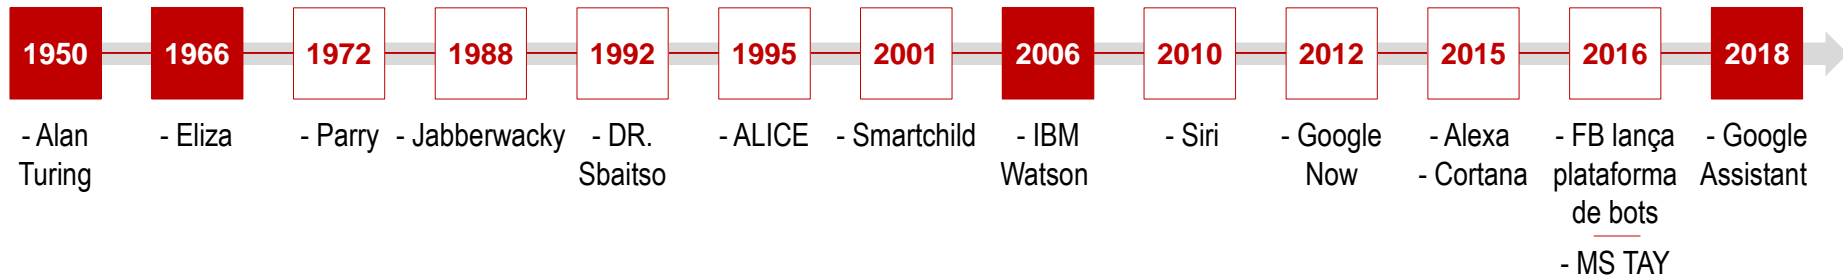 1950 1966 1972 1988 1992 1995 2001 2006 2010 2012 2015 2016 2018
- Alan
Turing
- Eliza
- Parry
- Jabberwacky
- DR.
Sbaitso
- ALICE
- Smartchild
- IBM
Watson
- Siri
- Google
Now
- Alexa
- Cortana
- FB lança
plataforma
de bots
- MS TAY
- Google
Assistant